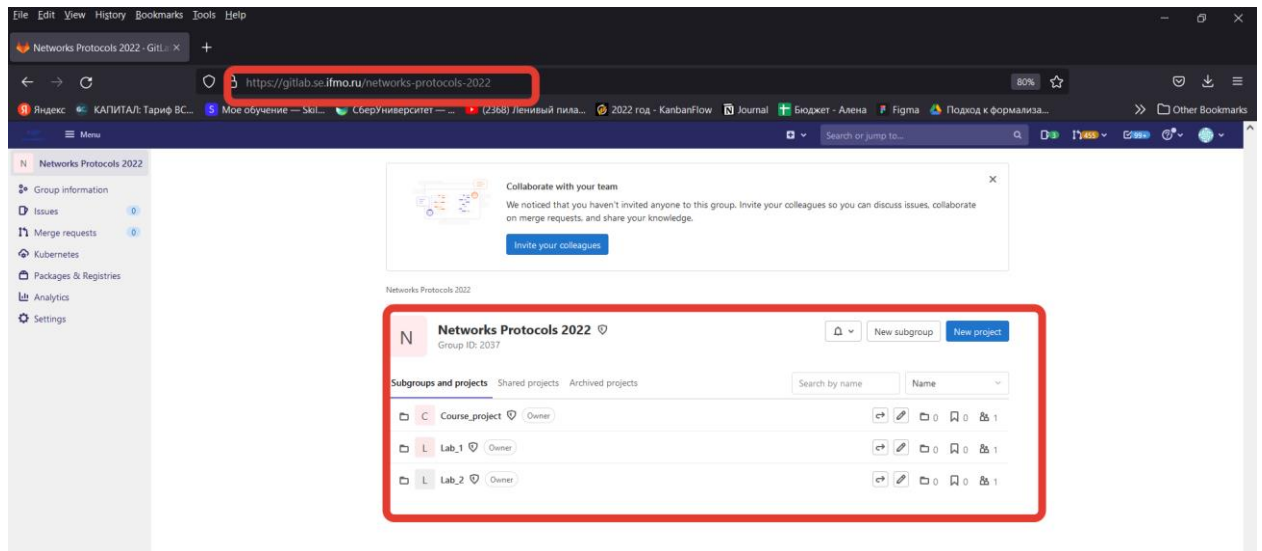 File Edit View History Bookmarks Tools Help
Networks Protocols 2022 · GitLa
https://gitlab.se.ifmo.ru/networks-protocols-2022 80%
Яндекс КАПИТАЛ: Тариф ВС... Мое обучение — Skil... СберУниверситет — ... (2368) Ленивый пила... 2022 год - KanbanFlow Journal Бюджет - Алена Figma Подход к формализа... Other Bookmarks
Menu Search or jump to... 3 455 99+
N Networks Protocols 2022
Group information
Issues 0
Merge requests 0
Kubernetes
Packages & Registries
Analytics
Settings
Collaborate with your team
We noticed that you haven't invited anyone to this group. Invite your colleagues so you can discuss issues, collaborate
on merge requests, and share your knowledge.
Invite your colleagues
Networks Protocols 2022
N Networks Protocols 2022
Group ID: 2037
New subgroup New project
Subgroups and projects Shared projects Archived projects Search by name Name
C Course_project Owner 0 0 1
L Lab_1 Owner 0 0 1
L Lab_2 Owner 0 0 1